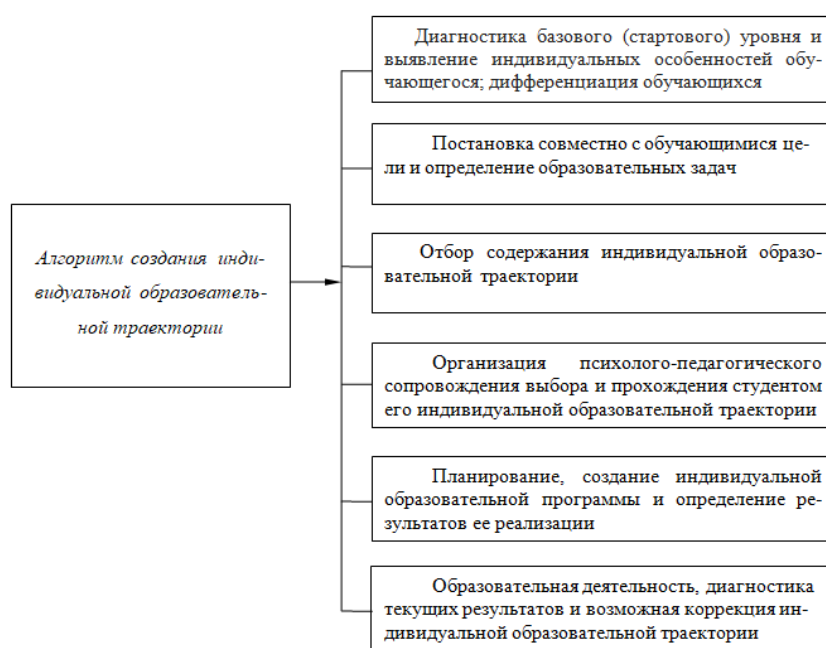 Диагностика базового (стартового) уровня и
выявление индивидуальных особенностей обу-
чающегося; дифференциация обучающихся
Постановка совместно с обучающимися це-
ли и определение образовательных задач
Алгоритм создания инди-
видуальной образователь-
ной траектории
Отбор содержания индивидуальной образо-
вательной траектории
Организация психолого-педагогического
сопровождения выбора и прохождения студентом
его индивидуальной образовательной траектории
Планирование, создание индивидуальной
образовательной программы и определение ре-
зультатов ее реализации
Образовательная деятельность, диагностика
текущих результатов и возможная коррекция ин-
дивидуальной образовательной траектории